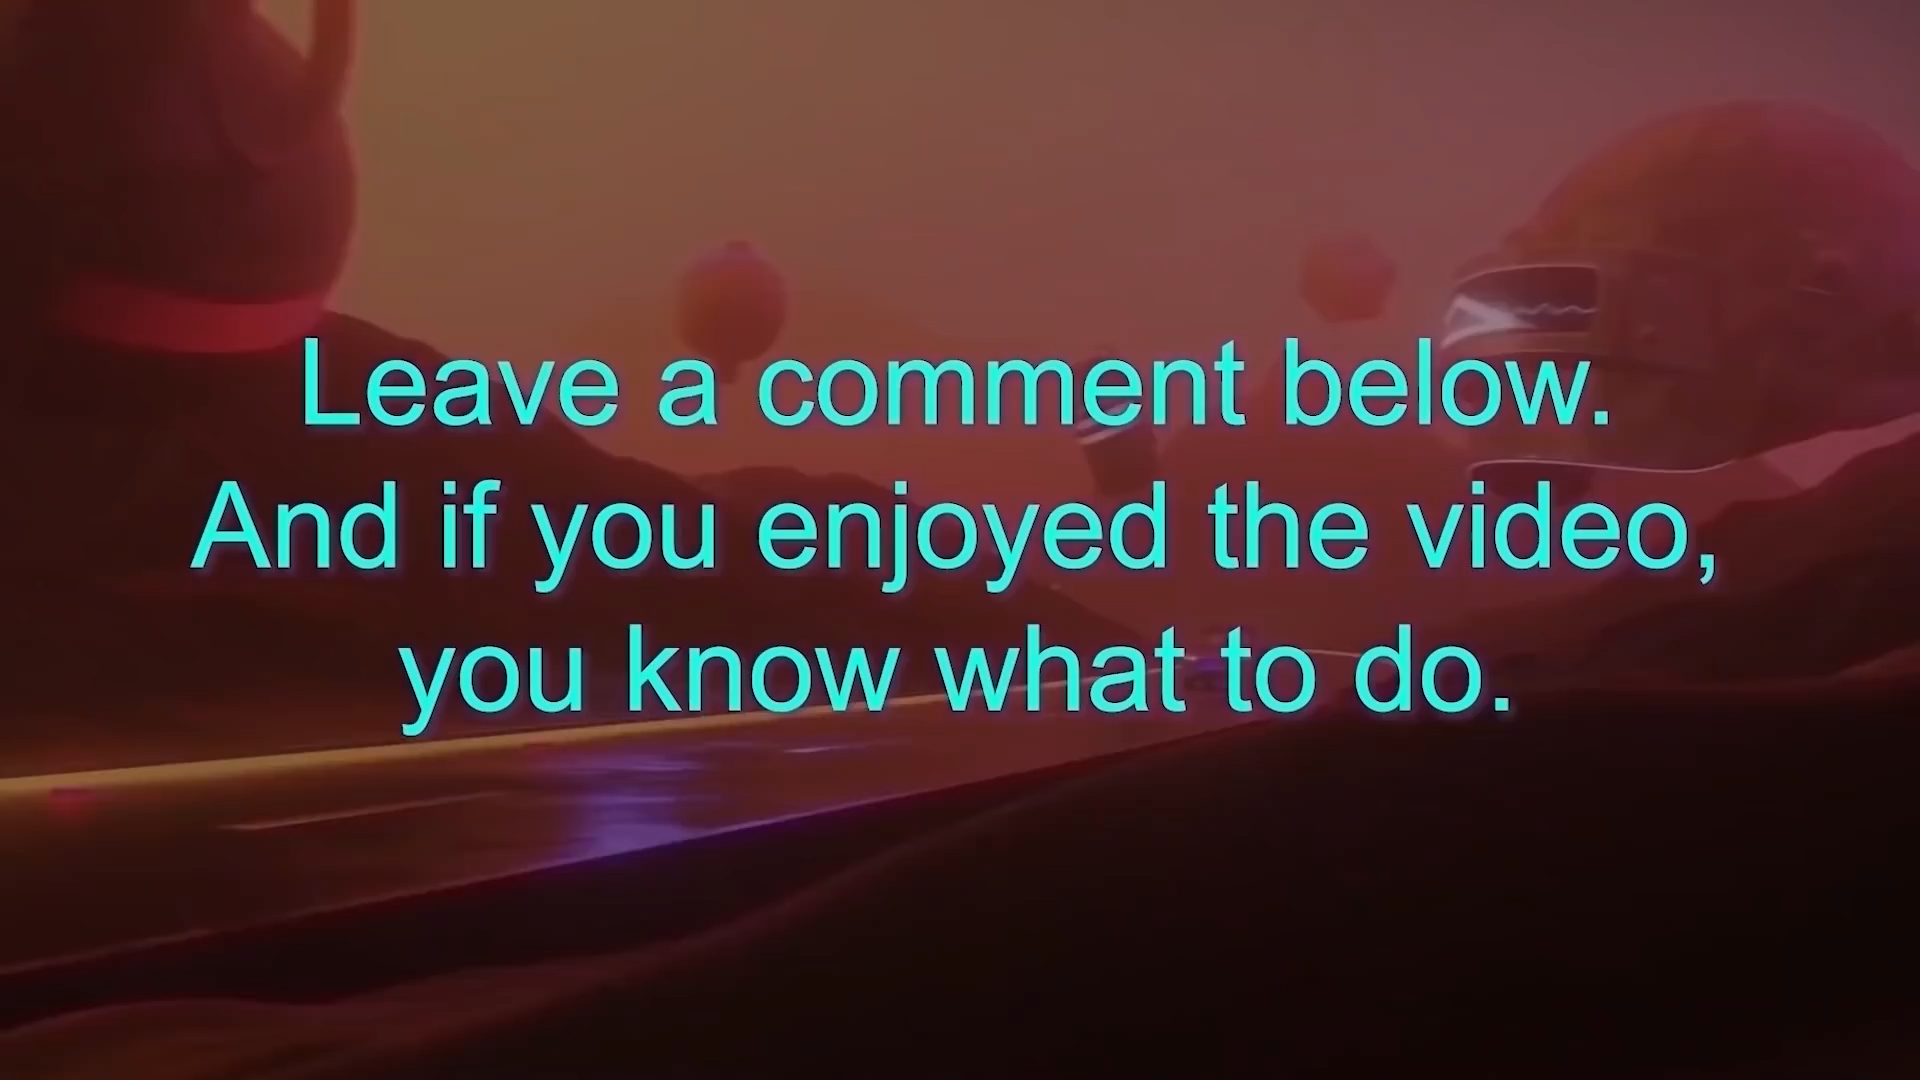 Leave a comment below.
And if you enjoyed the video,
you know what to do.